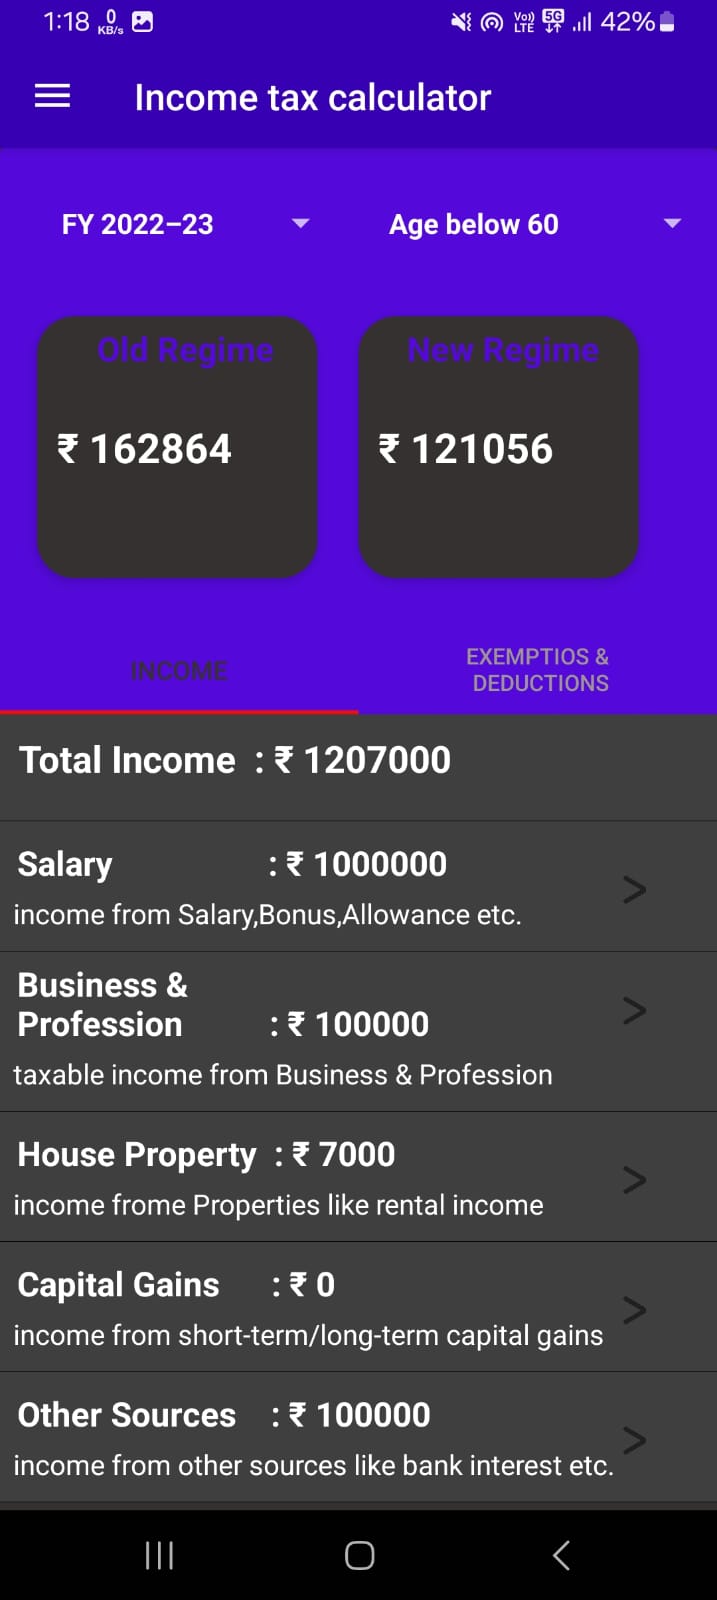 1:18 0 KB/s Vo) LTE 5G 42%
Income tax calculator
FY 2022–23 Age below 60
Old Regime New Regime
₹ 162864 ₹ 121056
INCOME EXEMPTIOS &
DEDUCTIONS
Total Income : ₹ 1207000
Salary : ₹ 1000000 >
income from Salary,Bonus,Allowance etc.
Business &
Profession : ₹ 100000 >
taxable income from Business & Profession
House Property : ₹ 7000 >
income frome Properties like rental income
Capital Gains : ₹ 0 >
income from short-term/long-term capital gains
Other Sources : ₹ 100000 >
income from other sources like bank interest etc.